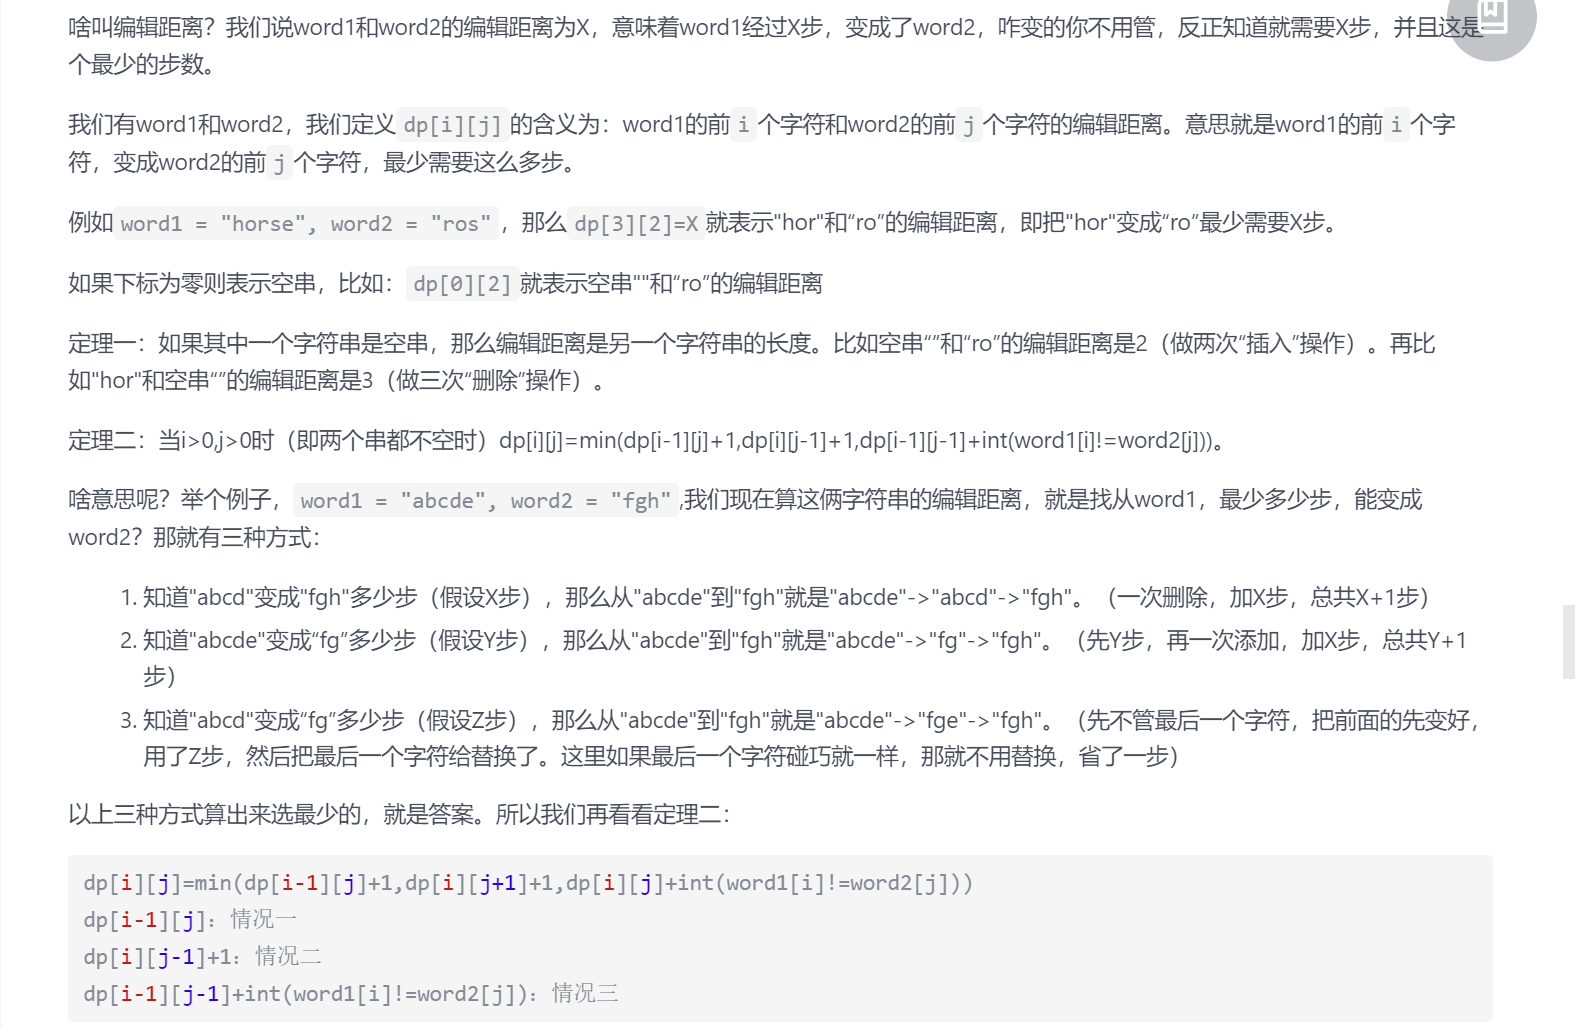 啥叫编辑距离？我们说word1和word2的编辑距离为X，意味着word1经过X步，变成了word2，咋变的你不用管，反正知道就需要X步，并且这是
个最少的步数。
我们有word1和word2，我们定义 dp[i][j] 的含义为：word1的前 i 个字符和word2的前 j 个字符的编辑距离。意思就是word1的前 i 个字
符，变成word2的前 j 个字符，最少需要这么多步。
例如 word1 = "horse", word2 = "ros" ，那么 dp[3][2]=X 就表示"hor"和“ro”的编辑距离，即把"hor"变成“ro”最少需要X步。
如果下标为零则表示空串，比如： dp[0][2] 就表示空串""和“ro”的编辑距离
定理一：如果其中一个字符串是空串，那么编辑距离是另一个字符串的长度。比如空串“”和“ro”的编辑距离是2（做两次“插入”操作）。再比
如"hor"和空串“”的编辑距离是3（做三次“删除”操作）。
定理二：当i>0,j>0时（即两个串都不空时）dp[i][j]=min(dp[i-1][j]+1,dp[i][j-1]+1,dp[i-1][j-1]+int(word1[i]!=word2[j]))。
啥意思呢？举个例子， word1 = "abcde", word2 = "fgh" ,我们现在算这俩字符串的编辑距离，就是找从word1，最少多少步，能变成
word2？那就有三种方式：
1. 知道"abcd"变成"fgh"多少步（假设X步），那么从"abcde"到"fgh"就是"abcde"->"abcd"->"fgh"。（一次删除，加X步，总共X+1步）
2. 知道"abcde"变成“fg”多少步（假设Y步），那么从"abcde"到"fgh"就是"abcde"->"fg"->"fgh"。（先Y步，再一次添加，加X步，总共Y+1
步）
3. 知道"abcd"变成“fg”多少步（假设Z步），那么从"abcde"到"fgh"就是"abcde"->"fge"->"fgh"。（先不管最后一个字符，把前面的先变好，
用了Z步，然后把最后一个字符给替换了。这里如果最后一个字符碰巧就一样，那就不用替换，省了一步）
以上三种方式算出来选最少的，就是答案。所以我们再看看定理二：
dp[i][j]=min(dp[i-1][j]+1,dp[i][j+1]+1,dp[i][j]+int(word1[i]!=word2[j]))
dp[i-1][j]：情况一
dp[i][j-1]+1：情况二
dp[i-1][j-1]+int(word1[i]!=word2[j])：情况三